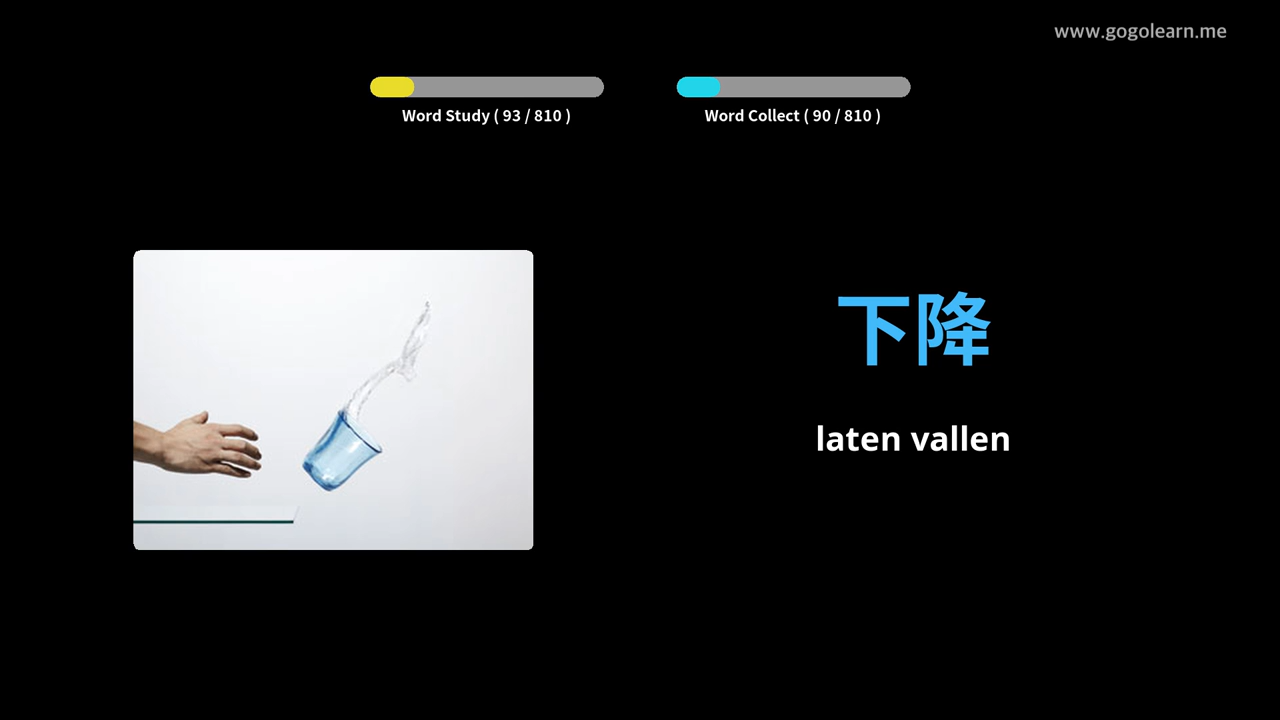 www.gogolearn.me
Word Study ( 93 / 810 )
Word Collect ( 90 / 810 )
下降
laten vallen